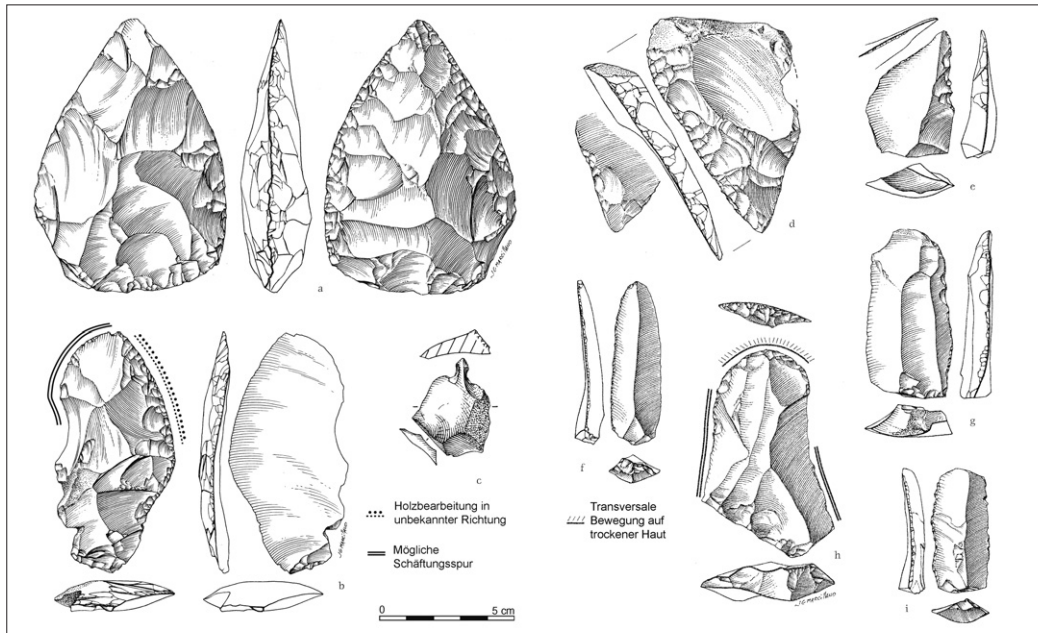 a
d
e
b
c
Holzbearbeitung in
unbekannter Richtung
Mögliche
Schäftungsspur
0 5 cm
f
Transversale
Bewegung auf
trockener Haut
g
h
i